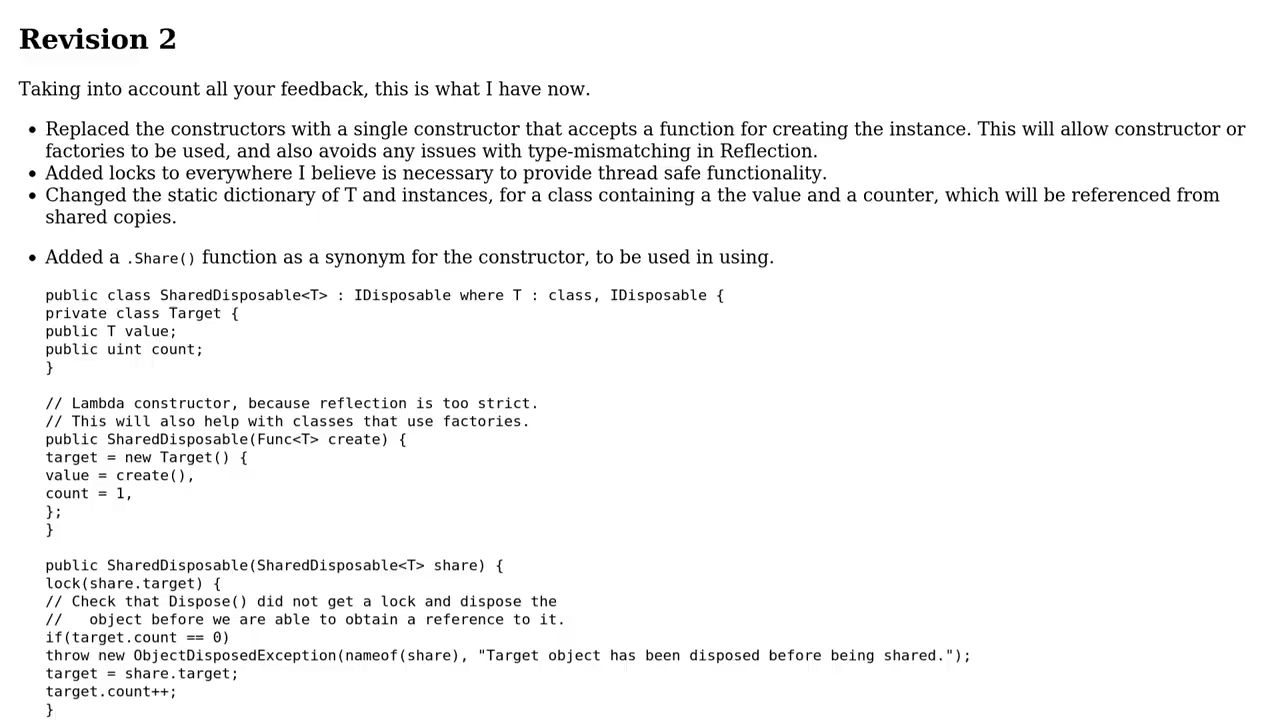 Revision 2
Taking into account all your feedback, this is what I have now.
• Replaced the constructors with a single constructor that accepts a function for creating the instance. This will allow constructor or
factories to be used, and also avoids any issues with type-mismatching in Reflection.
• Added locks to everywhere I believe is necessary to provide thread safe functionality.
• Changed the static dictionary of T and instances, for a class containing a the value and a counter, which will be referenced from
shared copies.
• Added a .Share() function as a synonym for the constructor, to be used in using.
public class SharedDisposable<T> : IDisposable where T : class, IDisposable {
private class Target {
public T value;
public uint count;
}
// Lambda constructor, because reflection is too strict.
// This will also help with classes that use factories.
public SharedDisposable(Func<T> create) {
target = new Target() {
value = create(),
count = 1,
};
}
public SharedDisposable(SharedDisposable<T> share) {
lock(share.target) {
// Check that Dispose() did not get a lock and dispose the
//   object before we are able to obtain a reference to it.
if(target.count == 0)
throw new ObjectDisposedException(nameof(share), "Target object has been disposed before being shared.");
target = share.target;
target.count++;
}